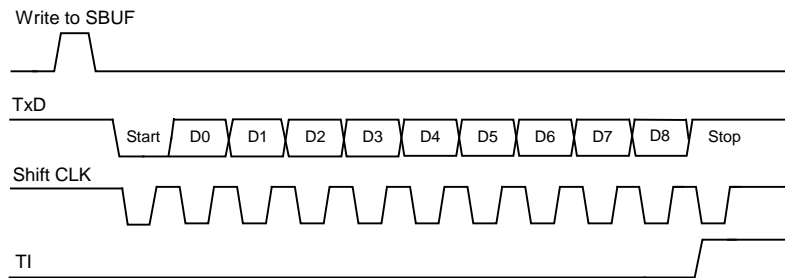 Write to SBUF
TxD
Start D0 D1 D2 D3 D4 D5 D6 D7 D8 Stop
Shift CLK
TI